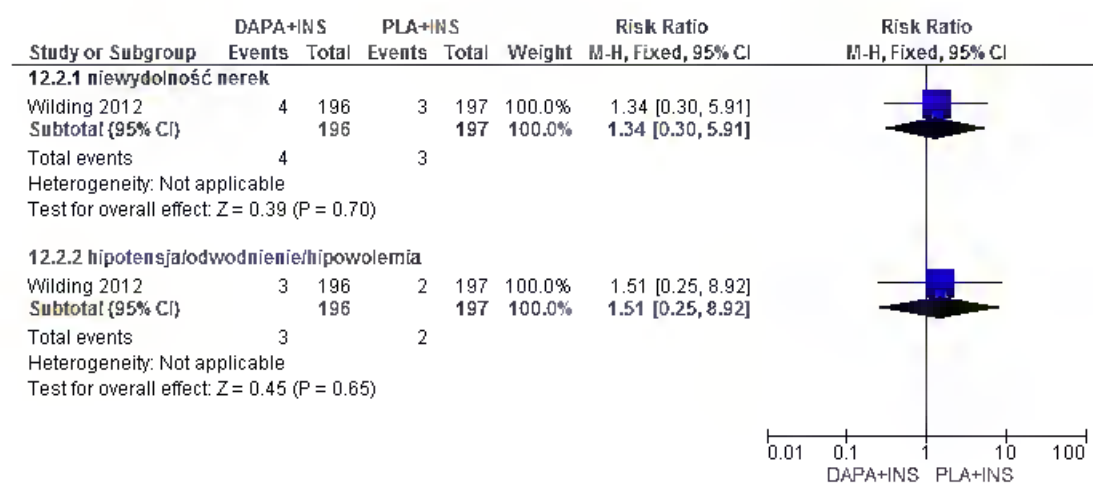 DAPA+INS PLA+INS Risk Ratio Risk Ratio
Study or Subgroup Events Total Events Total Weight M-H, Fixed, 95% CI M-H, Fixed, 95% CI
12.2.1 niewydolność nerek
Wilding 2012 4 196 3 197 100.0% 1.34 [0.30, 5.91]
Subtotal (95% CI) 196 197 100.0% 1.34 [0.30, 5.91]
Total events 4 3
Heterogeneity: Not applicable
Test for overall effect: Z = 0.39 (P = 0.70)
12.2.2 hipotensja/odwodnienie/hipowolemia
Wilding 2012 3 196 2 197 100.0% 1.51 [0.25, 8.92]
Subtotal (95% CI) 196 197 100.0% 1.51 [0.25, 8.92]
Total events 3 2
Heterogeneity: Not applicable
Test for overall effect: Z = 0.45 (P = 0.65)
0.01 0.1 1 10 100
DAPA+INS PLA+INS